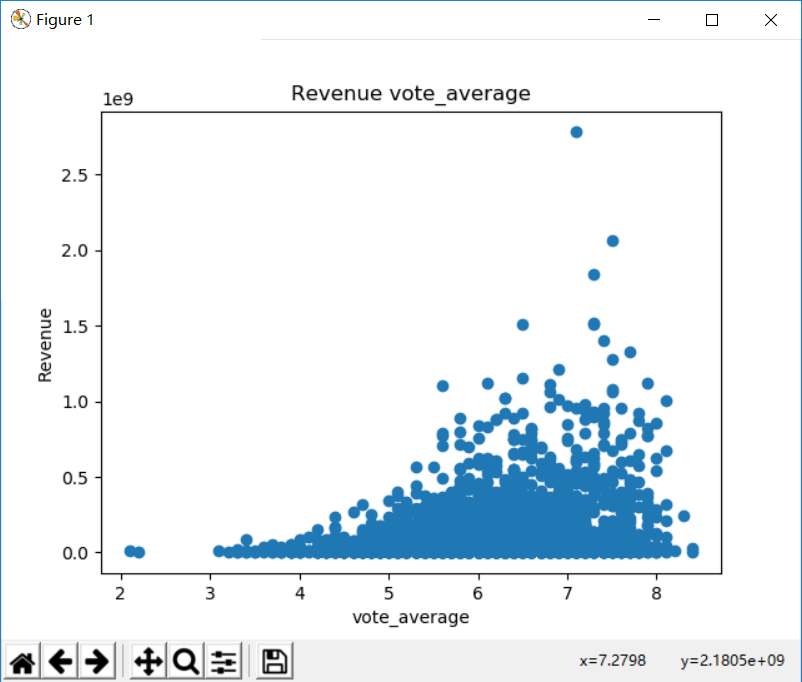 Figure 1
Revenue vote_average
1e9
2.5
2.0
1.5
1.0
0.5
0.0
Revenue
2 3 4 5 6 7 8
vote_average
x=7.2798 y=2.1805e+09